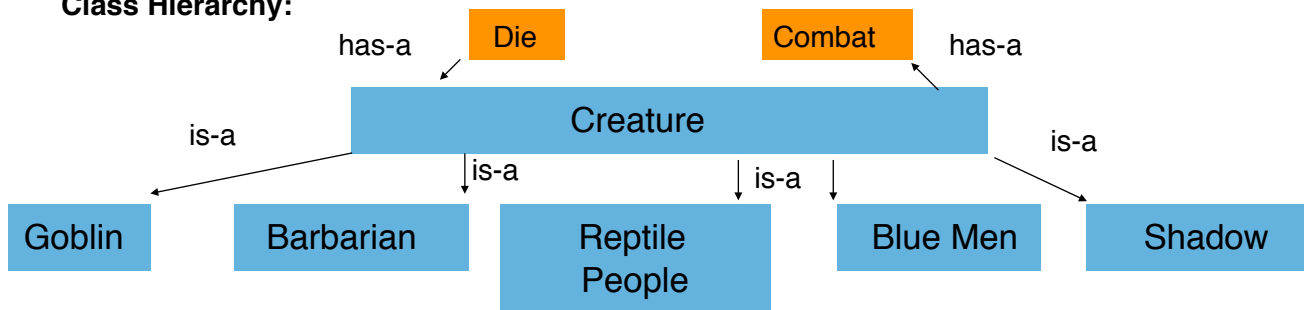 Class Hierarchy:
has-a
Die
Combat
has-a
Creature
is-a
is-a
is-a
is-a
Goblin
Barbarian
Reptile
People
Blue Men
Shadow